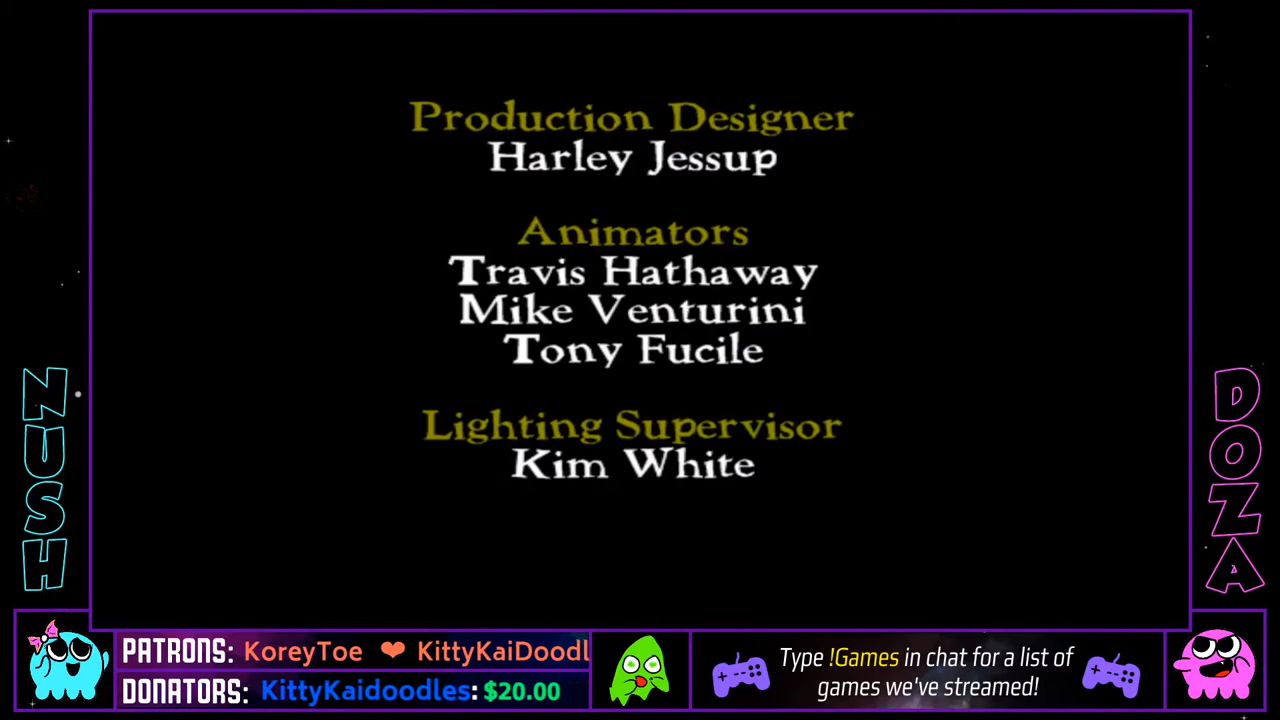 Production Designer
Harley Jessup
Animators
Travis Hathaway
Mike Venturini
Tony Fucile
Lighting Supervisor
Kim White
NUSH
DOZA
PATRONS: KoreyToe ❤ KittyKaiDoodl
DONATORS: KittyKaidoodles: $20.00
Type !Games in chat for a list of
games we've streamed!